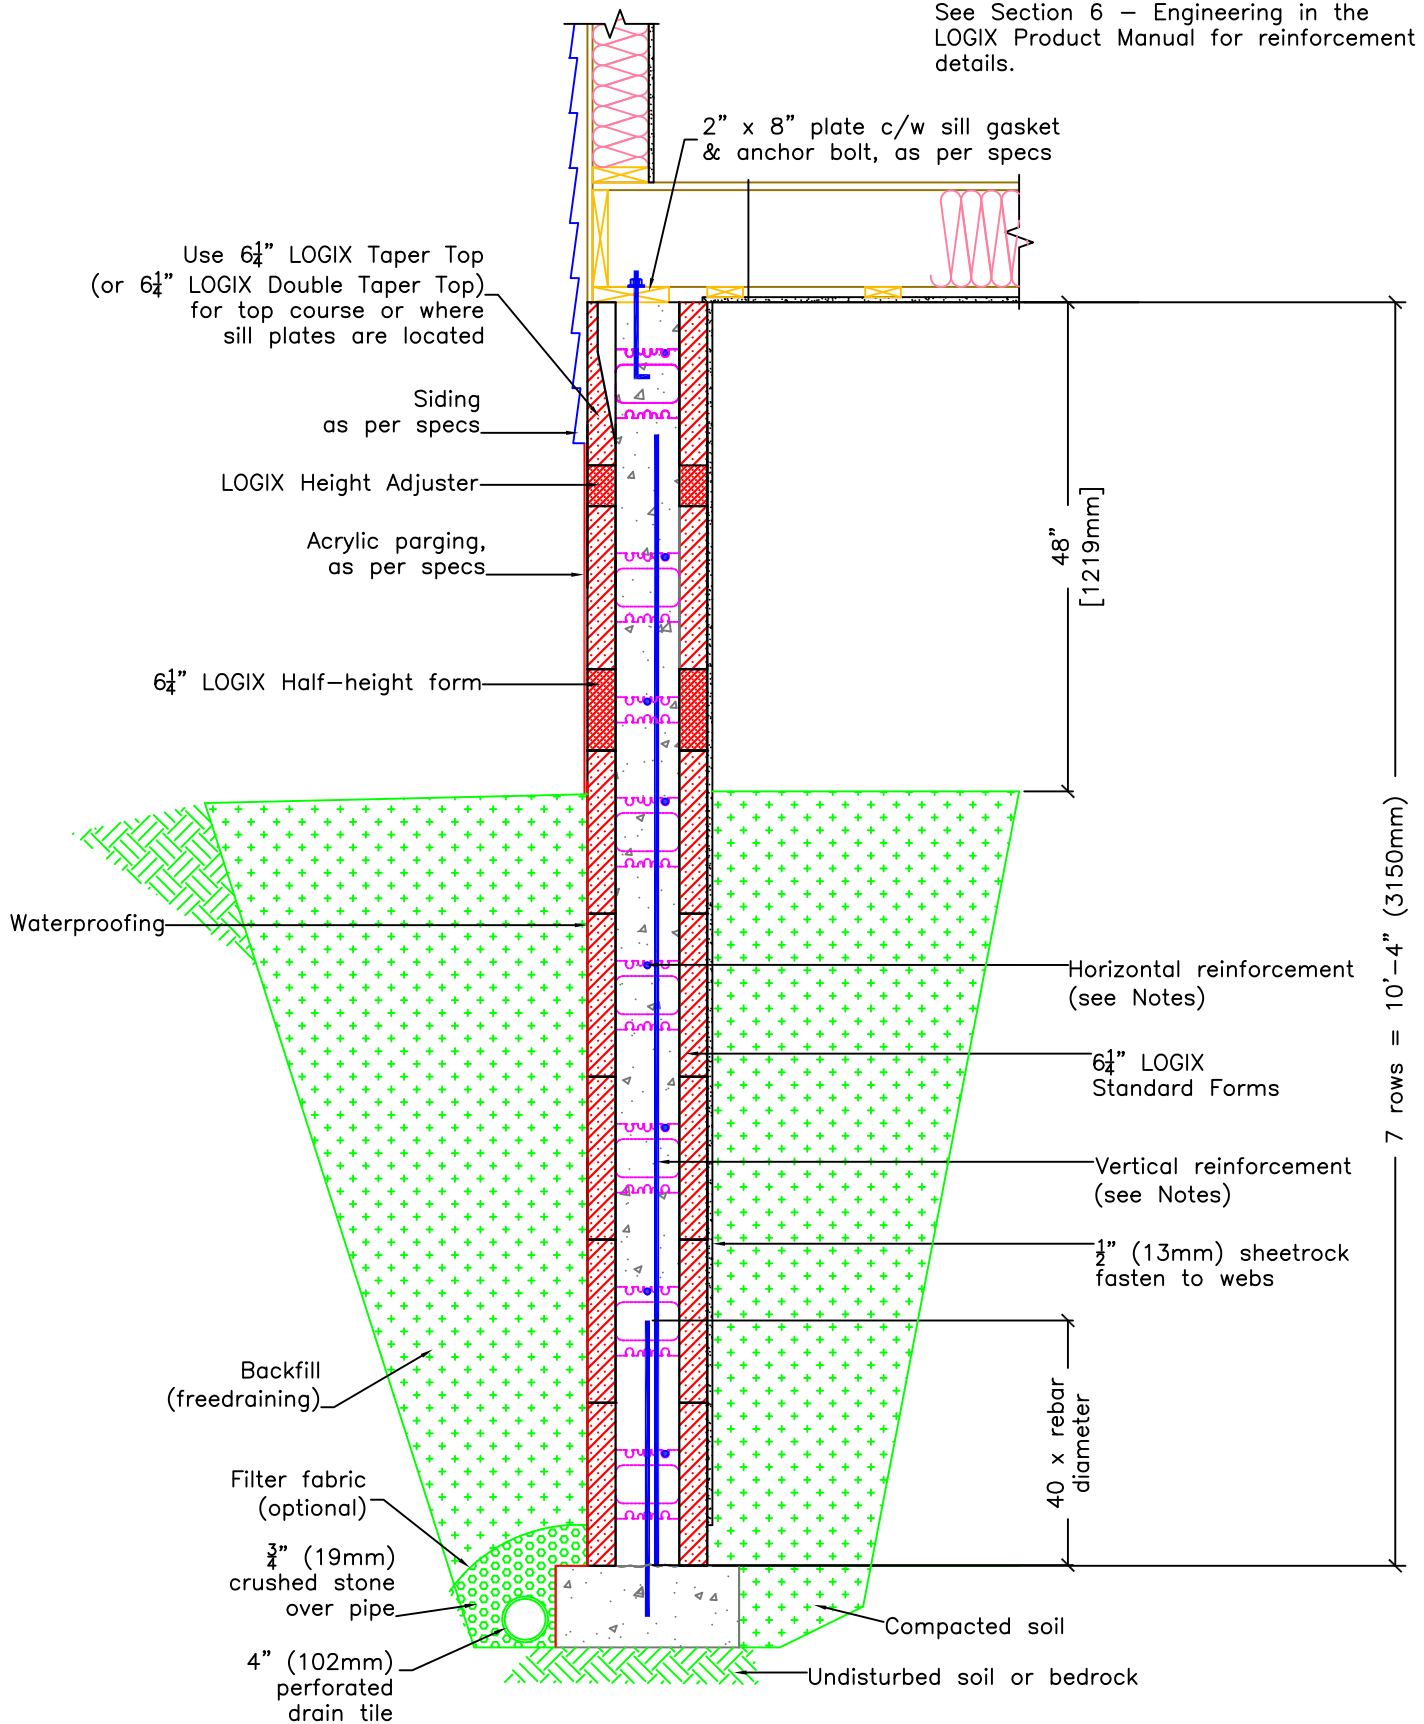 See Section 6 – Engineering in the
LOGIX Product Manual for reinforcement
details.
2” x 8” plate c/w sill gasket
& anchor bolt, as per specs
Use 6¼” LOGIX Taper Top
(or 6¼” LOGIX Double Taper Top)
for top course or where
sill plates are located
Siding
as per specs
LOGIX Height Adjuster
Acrylic parging,
as per specs
6¼” LOGIX Half–height form
48”
[1219mm]
7 rows = 10’–4” (3150mm)
Waterproofing
Horizontal reinforcement
(see Notes)
6¼” LOGIX
Standard Forms
Vertical reinforcement
(see Notes)
½” (13mm) sheetrock
fasten to webs
Backfill
(freedraining)
40 x rebar
diameter
Filter fabric
(optional)
¾” (19mm)
crushed stone
over pipe
4” (102mm)
perforated
drain tile
Compacted soil
Undisturbed soil or bedrock